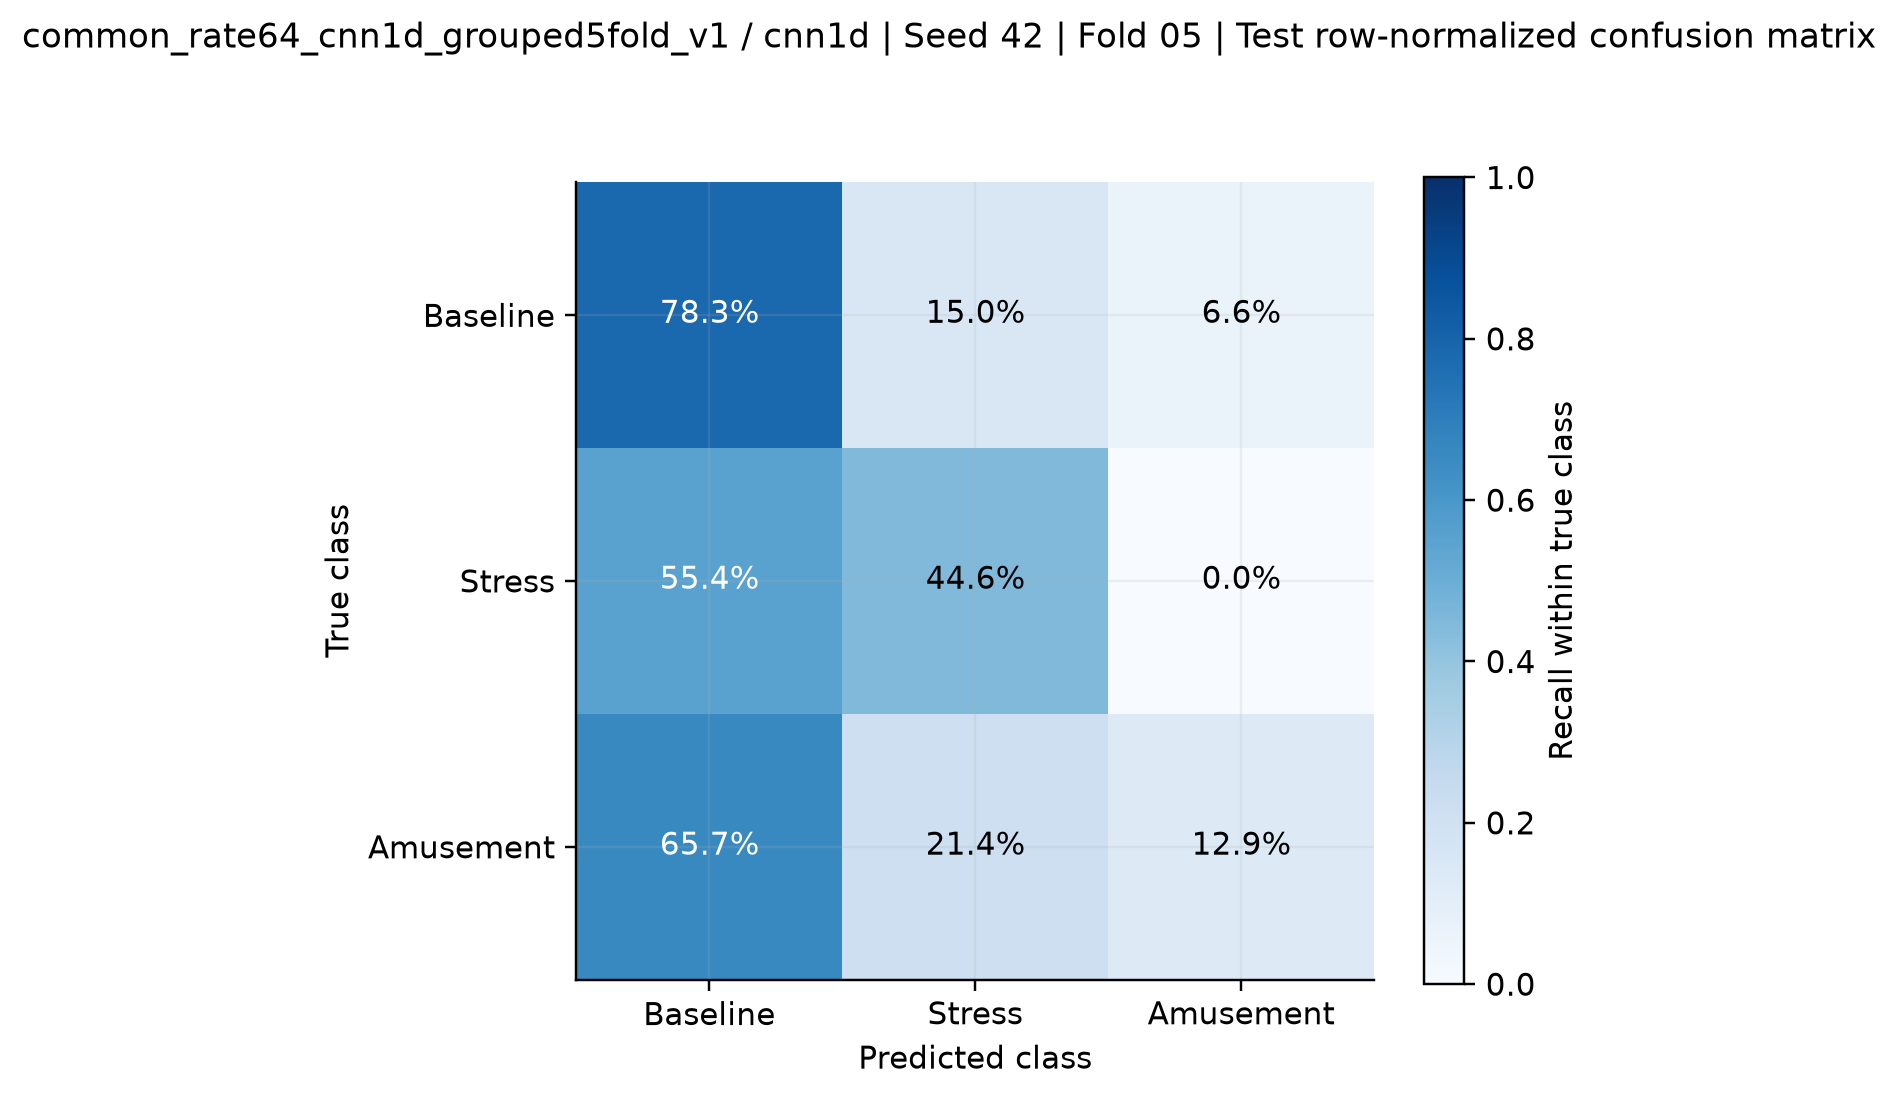 common_rate64_cnn1d_grouped5fold_v1 / cnn1d | Seed 42 | Fold 05 | Test row-normalized confusion matrix
True class
Baseline 78.3% 15.0% 6.6%
Stress 55.4% 44.6% 0.0%
Amusement 65.7% 21.4% 12.9%
Baseline Stress Amusement
Predicted class
1.0
0.8
0.6
0.4
0.2
0.0
Recall within true class